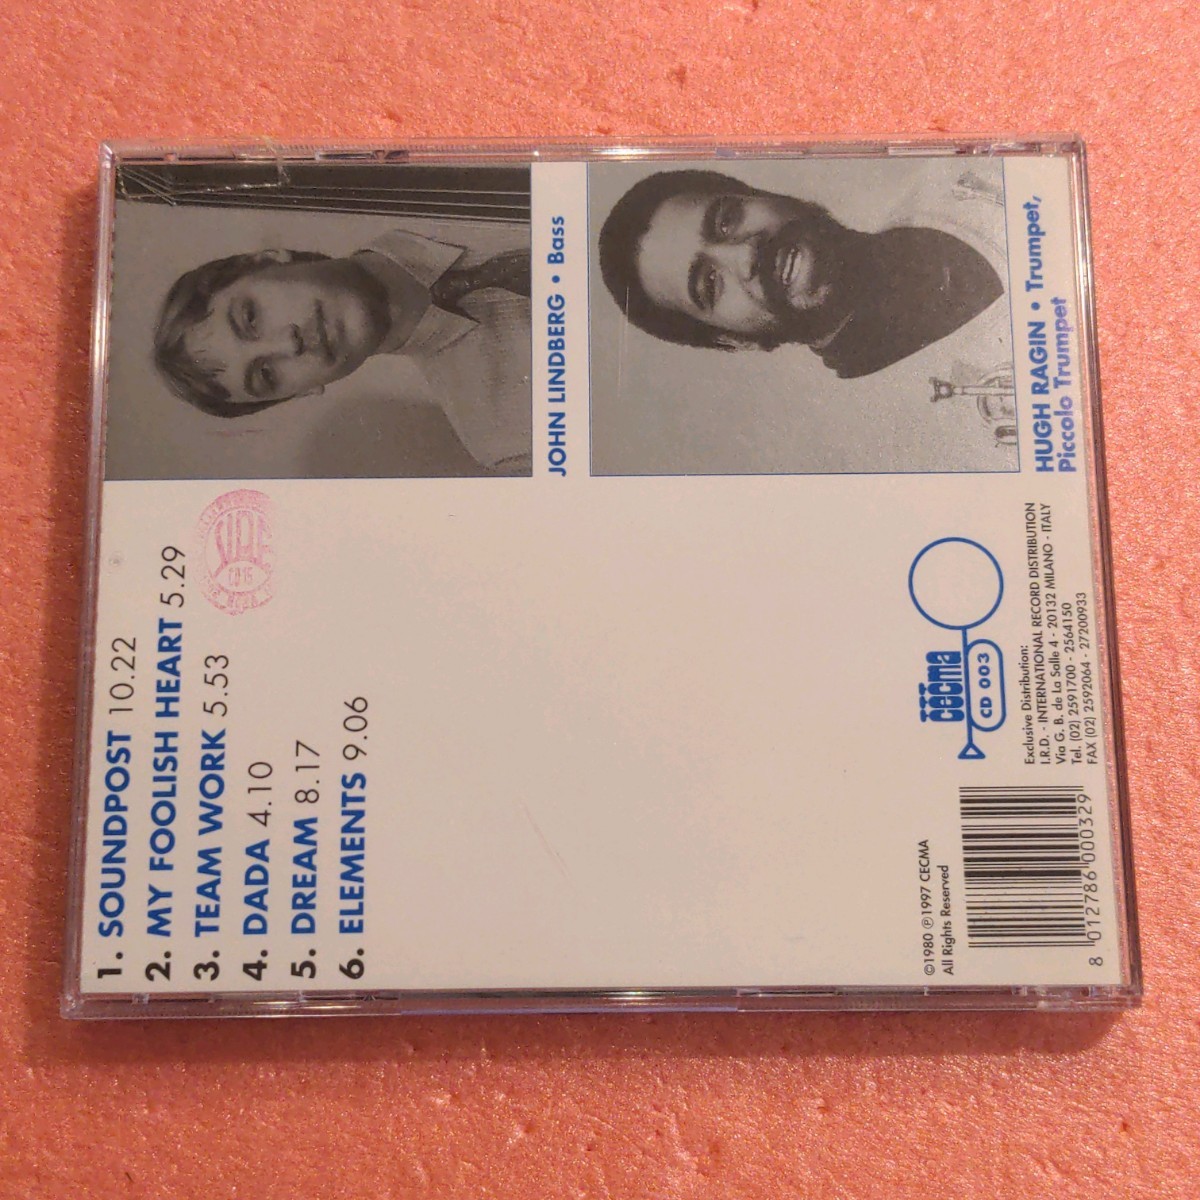 1. SOUNDPOST 10.22
2. MY FOOLISH HEART 5.29
3. TEAM WORK 5.53
4. DADA 4.10
5. DREAM 8.17
6. ELEMENTS 9.06
JOHN LINDBERG • Bass
HUGH RAGIN • Trumpet,
Piccolo Trumpet
cecma
CD 003
Exclusive Distribution:
I.R.D. - INTERNATIONAL RECORD DISTRIBUTION
Via G. B. de La Salle 4 - 20132 MILANO - ITALY
Tel. (02) 2591700 - 2564150
FAX (02) 2592064 - 27200933
©1980 ℗1997 CECMA
All Rights Reserved
8 012786 000329